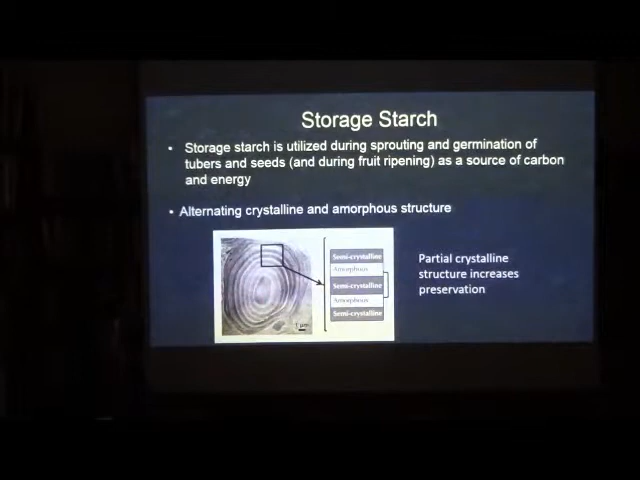 Storage Starch
• Storage starch is utilized during sprouting and germination of
tubers and seeds (and during fruit ripening) as a source of carbon
and energy
• Alternating crystalline and amorphous structure
Semi-crystalline
Amorphous
Semi-crystalline
Amorphous
Semi-crystalline
1 µm
Partial crystalline
structure increases
preservation